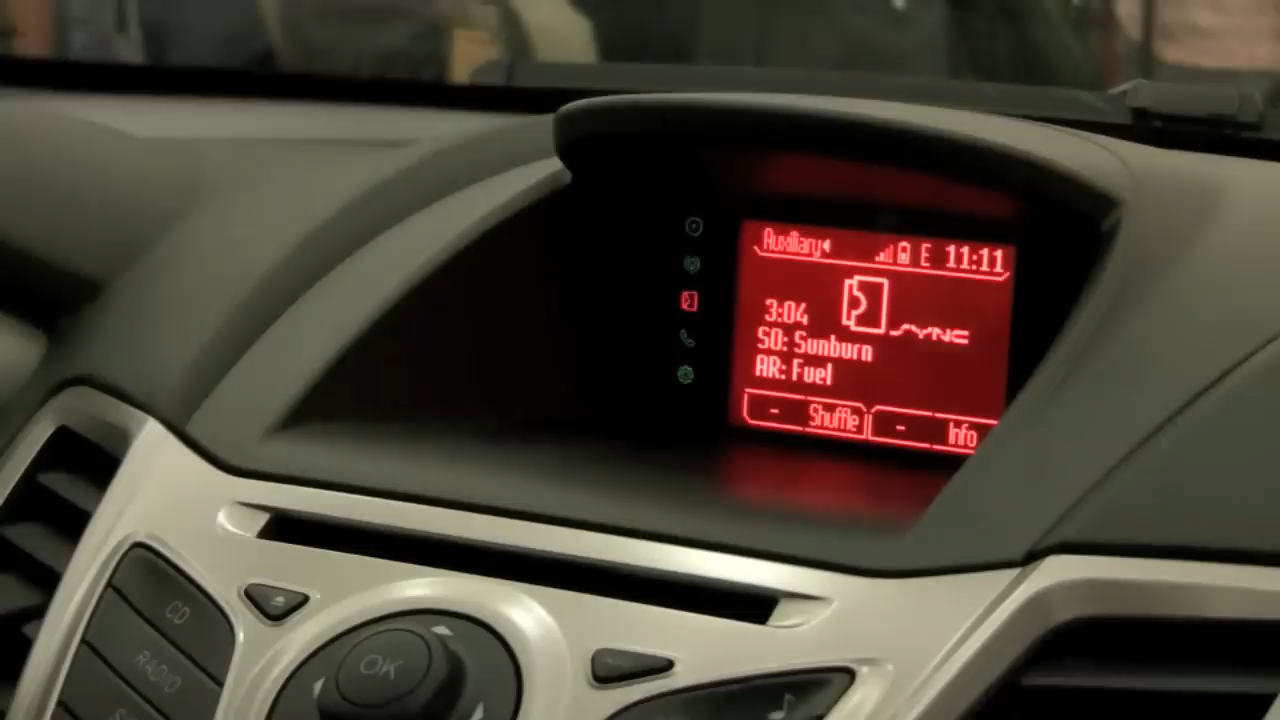 Auxiliary
E 11:11
3:04
SYNC
SO: Sunburn
AR: Fuel
- Shuffle - Info
CD
RADIO
OK